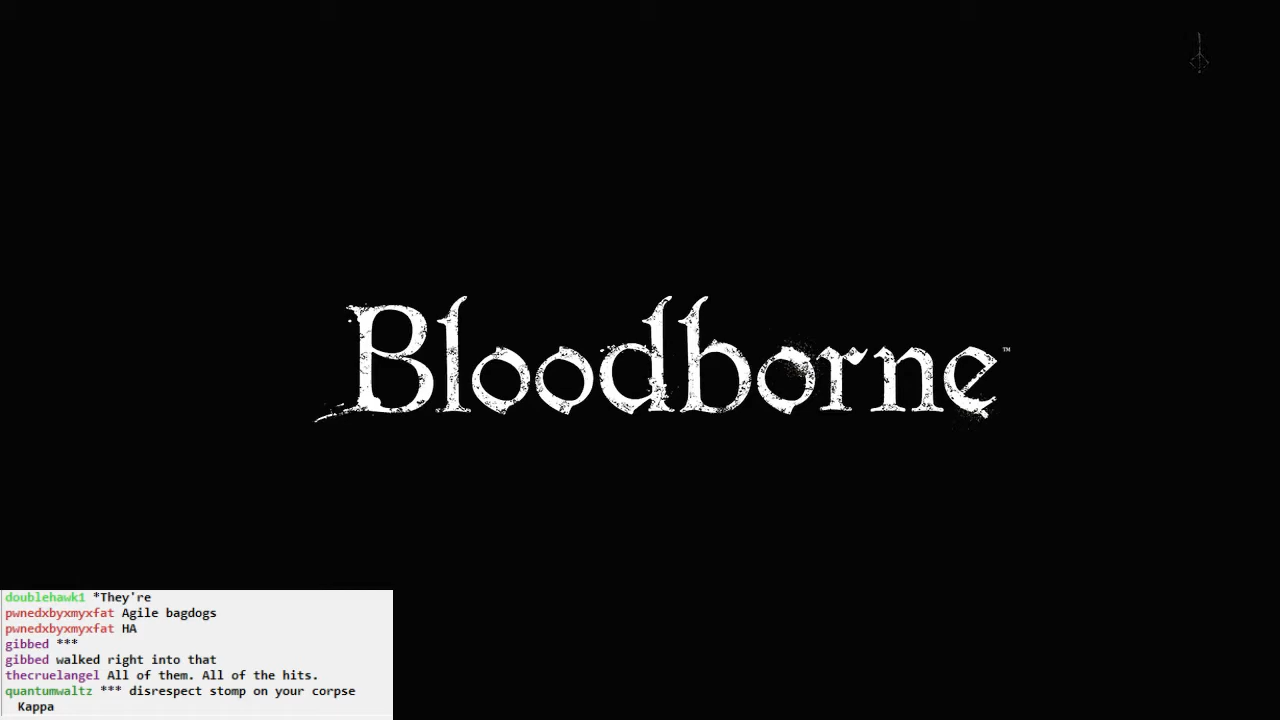 Bloodborne™
doublehawk1 *They're
pwnedxbyxmyxfat Agile bagdogs
pwnedxbyxmyxfat HA
gibbed ***
gibbed walked right into that
thecruelangel All of them. All of the hits.
quantumwaltz *** disrespect stomp on your corpse
Kappa